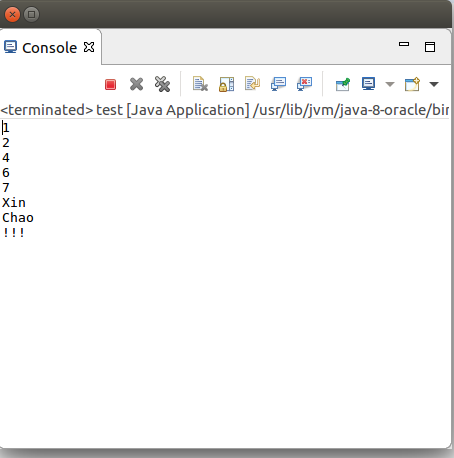 Console
<terminated> test [Java Application] /usr/lib/jvm/java-8-oracle/bin
1
2
4
6
7
Xin
Chao
!!!